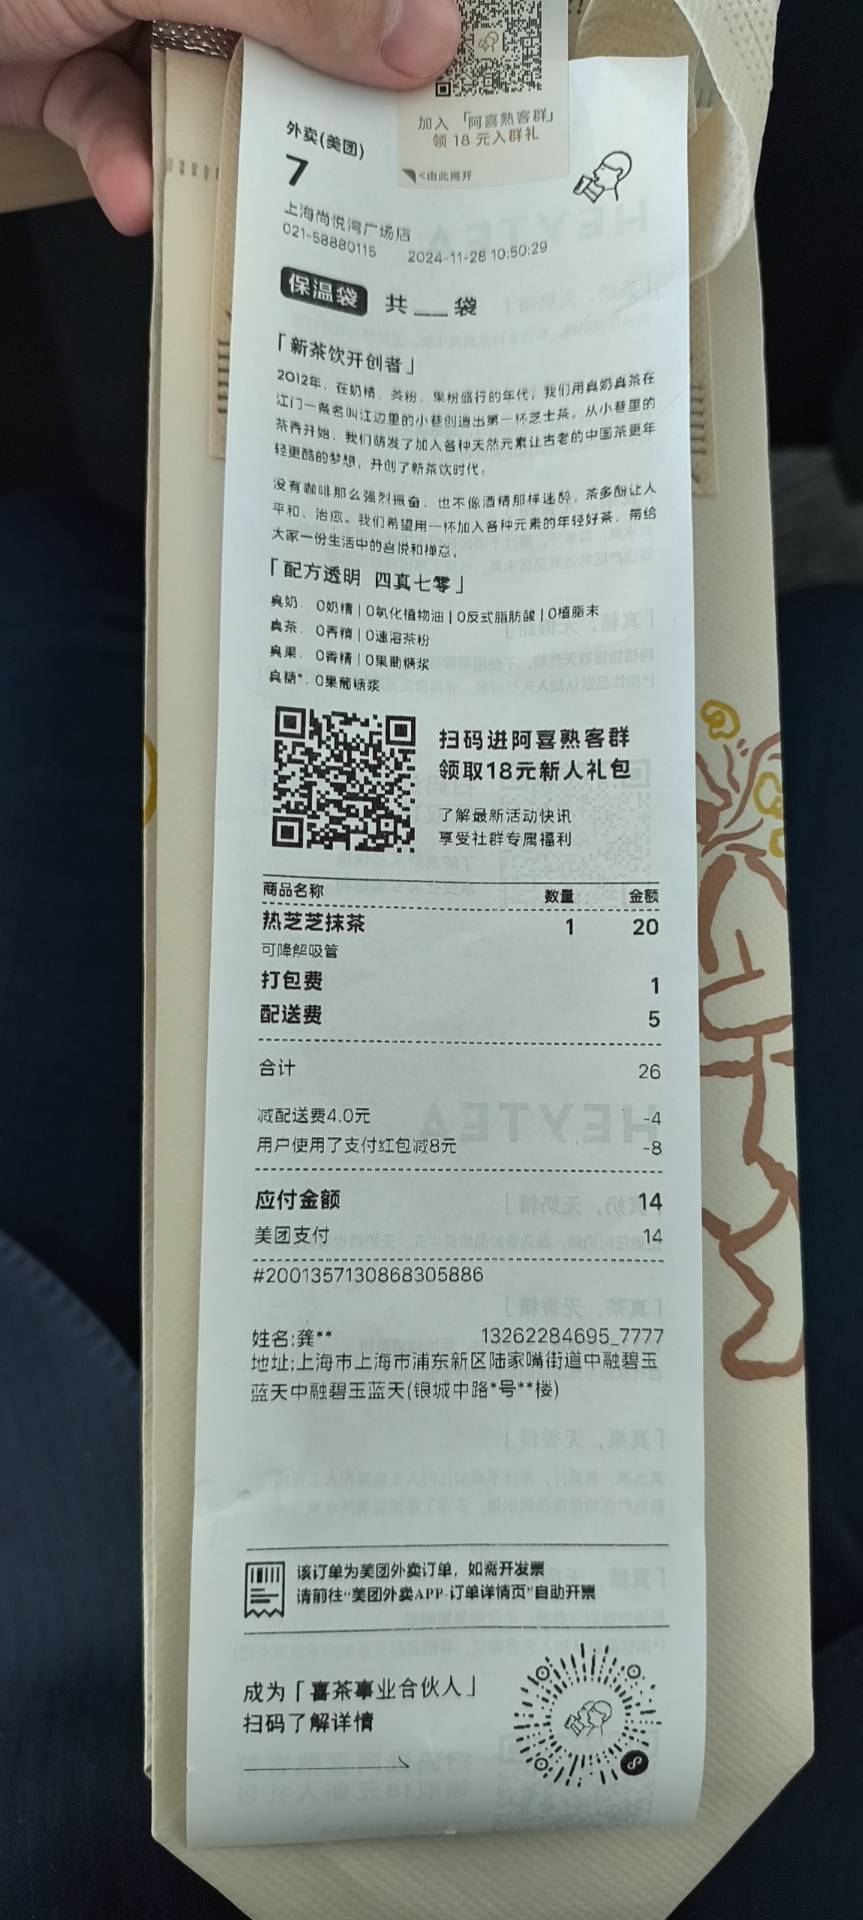 加入「阿喜熟客群」
领 18 元入群礼
<由此揭开
外卖(美团)
7
上海尚悦湾广场店
021-58880115 2024-11-28 10:50:29
保温袋 共___袋
「新茶饮开创者」
2012年，在奶精、茶粉、果粉盛行的年代，我们用真奶真茶在
江门一条名叫江边里的小巷创造出第一杯芝士茶。从小巷里的
茶香开始，我们萌发了加入各种天然元素让古老的中国茶更年
轻更酷的梦想，开创了新茶饮时代。
没有咖啡那么强烈振奋，也不像酒精那样迷醉，茶多酚让人
平和、治愈。我们希望用一杯加入各种元素的年轻好茶，带给
大家一份生活中的喜悦和禅意。
「配方透明 四真七零」
真奶，0奶精 | 0氢化植物油 | 0反式脂肪酸 | 0植脂末
真茶，0香精 | 0速溶茶粉
真果，0香精 | 0果葡糖浆
真糖*，0果葡糖浆
扫码进阿喜熟客群
领取18元新人礼包
了解最新活动快讯
享受社群专属福利
商品名称 数量 金额
热芝芝抹茶 1 20
可降解吸管
打包费 1
配送费 5
合计 26
减配送费4.0元 -4
用户使用了支付红包减8元 -8
应付金额 14
美团支付 14
#2001357130868305886
姓名:龚** 13262284695_7777
地址:上海市上海市浦东新区陆家嘴街道中融碧玉
蓝天中融碧玉蓝天(银城中路*号**楼)
该订单为美团外卖订单，如需开发票
请前往“美团外卖APP-订单详情页”自助开票
成为「喜茶事业合伙人」
扫码了解详情